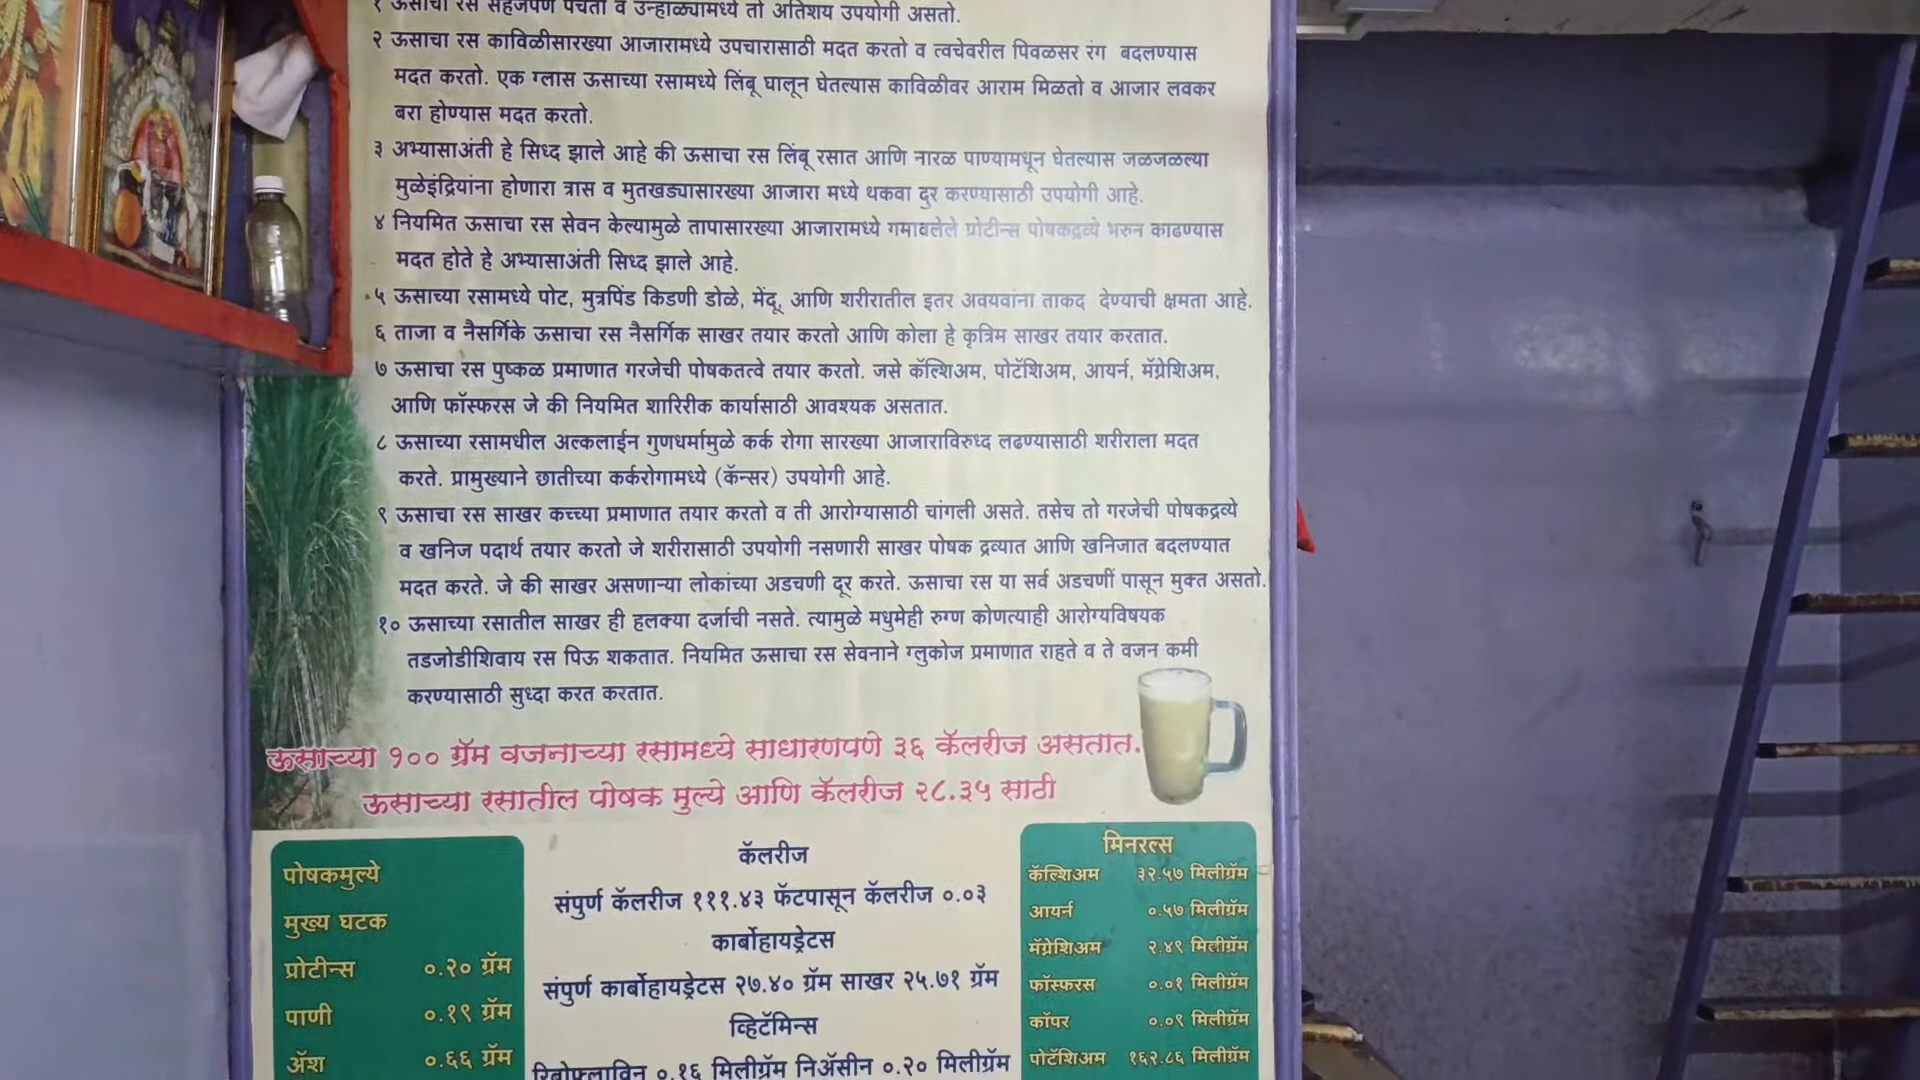 १ ऊसाचा रस सहजपणे पचतो व उन्हाळ्यामध्ये तो अतिशय उपयोगी असतो.
२ ऊसाचा रस काविळीसारख्या आजारामध्ये उपचारासाठी मदत करतो व त्वचेवरील पिवळसर रंग बदलण्यास
मदत करतो. एक ग्लास ऊसाच्या रसामध्ये लिंबू घालून घेतल्यास काविळीवर आराम मिळतो व आजार लवकर
बरा होण्यास मदत करतो.
३ अभ्यासाअंती हे सिध्द झाले आहे की ऊसाचा रस लिंबू रसात आणि नारळ पाण्यामधून घेतल्यास जळजळल्या
मुळेइंद्रियांना होणारा त्रास व मुतखड्यासारख्या आजारा मध्ये थकवा दुर करण्यासाठी उपयोगी आहे.
४ नियमित ऊसाचा रस सेवन केल्यामुळे तापासारख्या आजारामध्ये गमावलेले प्रोटीन्स पोषकद्रव्ये भरुन काढण्यास
मदत होते हे अभ्यासाअंती सिध्द झाले आहे.
५ ऊसाच्या रसामध्ये पोट, मुत्रपिंड किडणी डोळे, मेंदू, आणि शरीरातील इतर अवयवांना ताकद देण्याची क्षमता आहे.
६ ताजा व नैसर्गिके ऊसाचा रस नैसर्गिक साखर तयार करतो आणि कोला हे कृत्रिम साखर तयार करतात.
७ ऊसाचा रस पुष्कळ प्रमाणात गरजेची पोषकतत्वे तयार करतो. जसे कॅल्शिअम, पोटॅशिअम, आयर्न, मॅग्नेशिअम,
आणि फॉस्फरस जे की नियमित शारिरीक कार्यासाठी आवश्यक असतात.
८ ऊसाच्या रसामधील अल्कलाईन गुणधर्मामुळे कर्क रोगा सारख्या आजाराविरुध्द लढण्यासाठी शरीराला मदत
करते. प्रामुख्याने छातीच्या कर्करोगामध्ये (कॅन्सर) उपयोगी आहे.
९ ऊसाचा रस साखर कच्च्या प्रमाणात तयार करतो व ती आरोग्यासाठी चांगली असते. तसेच तो गरजेची पोषकद्रव्ये
व खनिज पदार्थ तयार करतो जे शरीरासाठी उपयोगी नसणारी साखर पोषक द्रव्यात आणि खनिजात बदलण्यात
मदत करते. जे की साखर असणाऱ्या लोकांच्या अडचणी दूर करते. ऊसाचा रस या सर्व अडचणीं पासून मुक्त असतो.
१० ऊसाच्या रसातील साखर ही हलक्या दर्जाची नसते. त्यामुळे मधुमेही रुग्ण कोणत्याही आरोग्यविषयक
तडजोडीशिवाय रस पिऊ शकतात. नियमित ऊसाचा रस सेवनाने ग्लुकोज प्रमाणात राहते व ते वजन कमी
करण्यासाठी सुध्दा करत करतात.
ऊसाच्या १०० ग्रॅम वजनाच्या रसामध्ये साधारणपणे ३६ कॅलरीज असतात.
ऊसाच्या रसातील पोषक मुल्ये आणि कॅलरीज २८.३५ साठी
पोषकमुल्ये
मुख्य घटक
प्रोटीन्स ०.२० ग्रॅम
पाणी ०.१९ ग्रॅम
ॲश ०.६६ ग्रॅम
कॅलरीज
संपुर्ण कॅलरीज १११.४३ फॅटपासून कॅलरीज ०.०३
कार्बोहायड्रेटस
संपुर्ण कार्बोहायड्रेटस २७.४० ग्रॅम साखर २५.७१ ग्रॅम
व्हिटॅमिन्स
रिबोफ्लाविन ०.१६ मिलीग्रॅम निॲसीन ०.२० मिलीग्रॅम
मिनरल्स
कॅल्शिअम ३२.५७ मिलीग्रॅम
आयर्न ०.५७ मिलीग्रॅम
मॅग्नेशिअम २.४९ मिलीग्रॅम
फॉस्फरस ०.०१ मिलीग्रॅम
कॉपर ०.०९ मिलीग्रॅम
पोटॅशिअम १६२.८६ मिलीग्रॅम